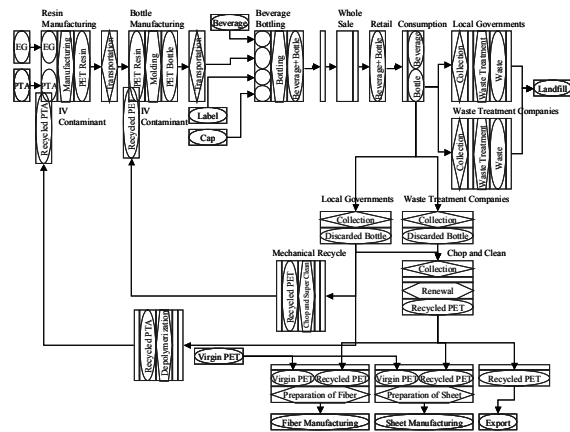 Resin
Manufacturing
Bottle
Manufacturing
Beverage
Beverage
Bottling
Whole
Sale
Retail
Consumption
Local Governments
EG
EG
PTA
PTA
Manufacturing
PET Resin
Transportation
PET Resin
Molding
PET Bottle
Transportation
Bottling
Beverage+Bottle
Beverage+Bottle
Beverage
Bottle
Collection
Waste Treatment
Waste
Landfill
Recycled PTA
IV
Contaminant
Recycled PET
IV
Contaminant
Label
Cap
Waste Treatment Companies
Collection
Waste Treatment
Waste
Local Governments
Waste Treatment Companies
Collection
Discarded Bottle
Collection
Discarded Bottle
Mechanical Recycle
Recycled PET
Chop and Super Clean
Chop and Clean
Collection
Renewal
Recycled PET
Recycled PTA
Depolymerization
Virgin PET
Virgin PET
Recycled PET
Preparation of Fiber
Fiber Manufacturing
Virgin PET
Recycled PET
Preparation of Sheet
Sheet Manufacturing
Recycled PET
Export